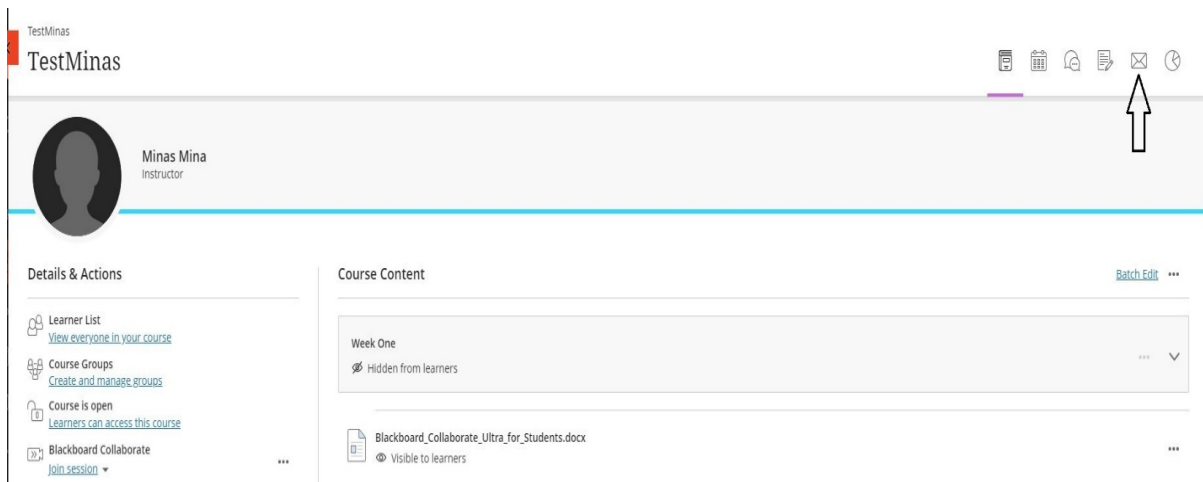 TestMinas
TestMinas
Minas Mina
Instructor
Details & Actions
Learner List
View everyone in your course
Course Groups
Create and manage groups
Course is open
Learners can access this course
Blackboard Collaborate
Join session
Course Content
Batch Edit
Week One
Hidden from learners
Blackboard_Collaborate_Ultra_for_Students.docx
Visible to learners